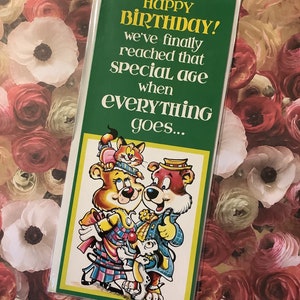 HAPPY
BIRTHDAY!
we've finally
reached that
SPECIAL AGE
when
EVERYTHING
goes...